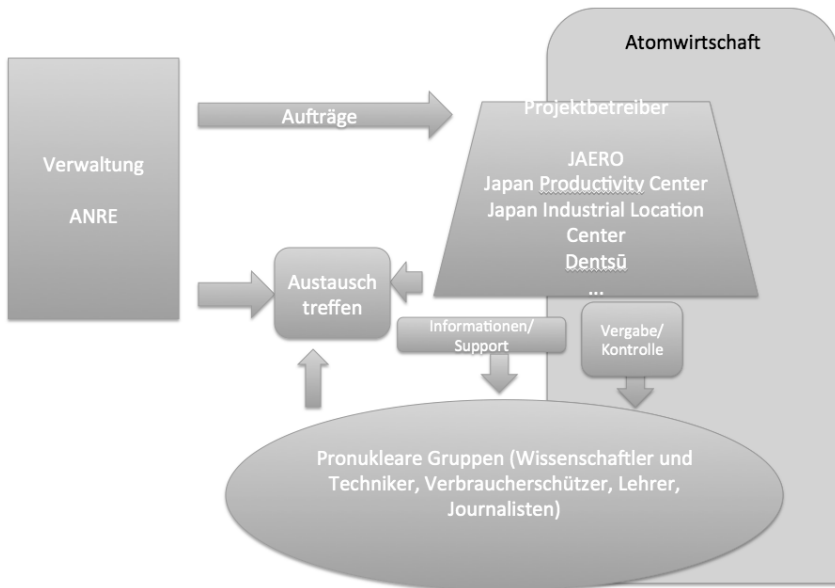 Atomwirtschaft
Verwaltung
ANRE
Aufträge
Projektbetreiber
JAERO
Japan Productivity Center
Japan Industrial Location
Center
Dentsū
...
Austausch
treffen
Informationen/
Support
Vergabe/
Kontrolle
Pronukleare Gruppen (Wissenschaftler und
Techniker, Verbraucherschützer, Lehrer,
Journalisten)